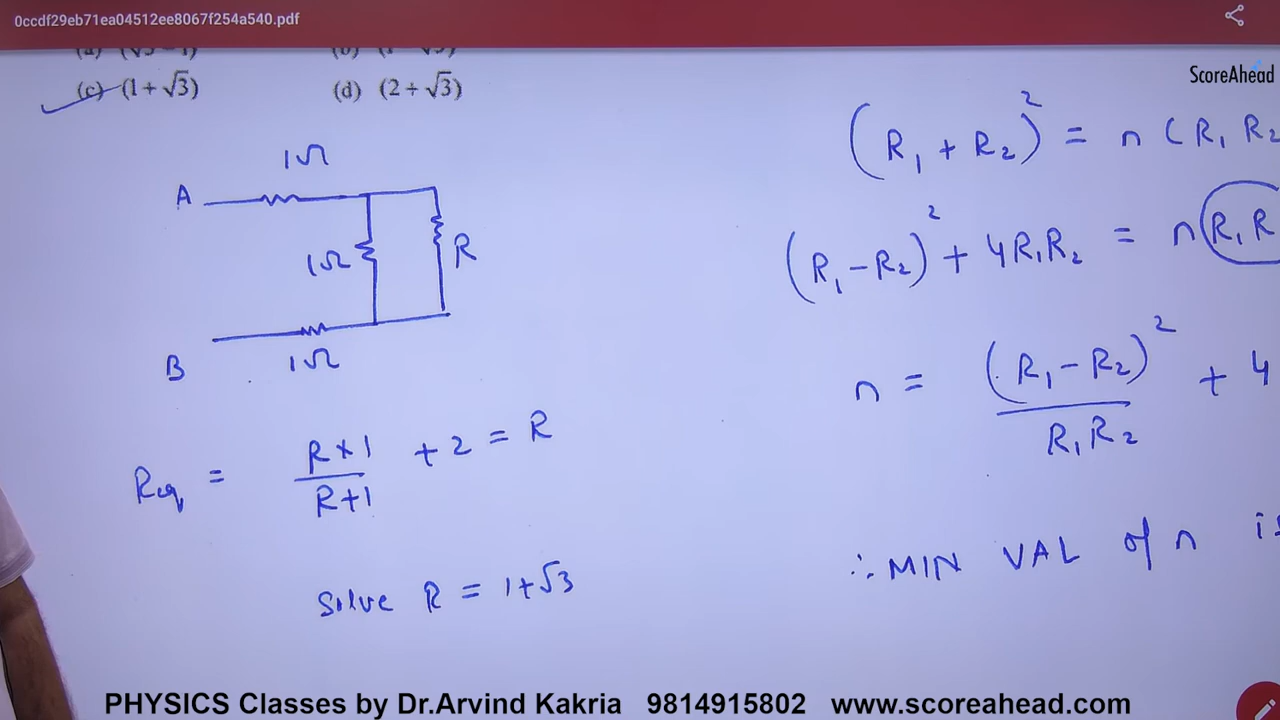 0ccdf29eb71ea04512ee8067f254a540.pdf
ScoreAhead
(c) (1 + √3)
(d) (2 + √3)
1Ω
A
1Ω
R
B
1Ω
Req = R×1/R+1 + 2 = R
Solve R = 1+√3
(R₁ + R₂)² = n (R₁ R₂
(R₁ − R₂)² + 4R₁R₂ = n(R₁ R
n = (R₁ − R₂)²/R₁R₂ + 4
∴ MIN VAL of n is
PHYSICS Classes by Dr.Arvind Kakria 9814915802 www.scoreahead.com